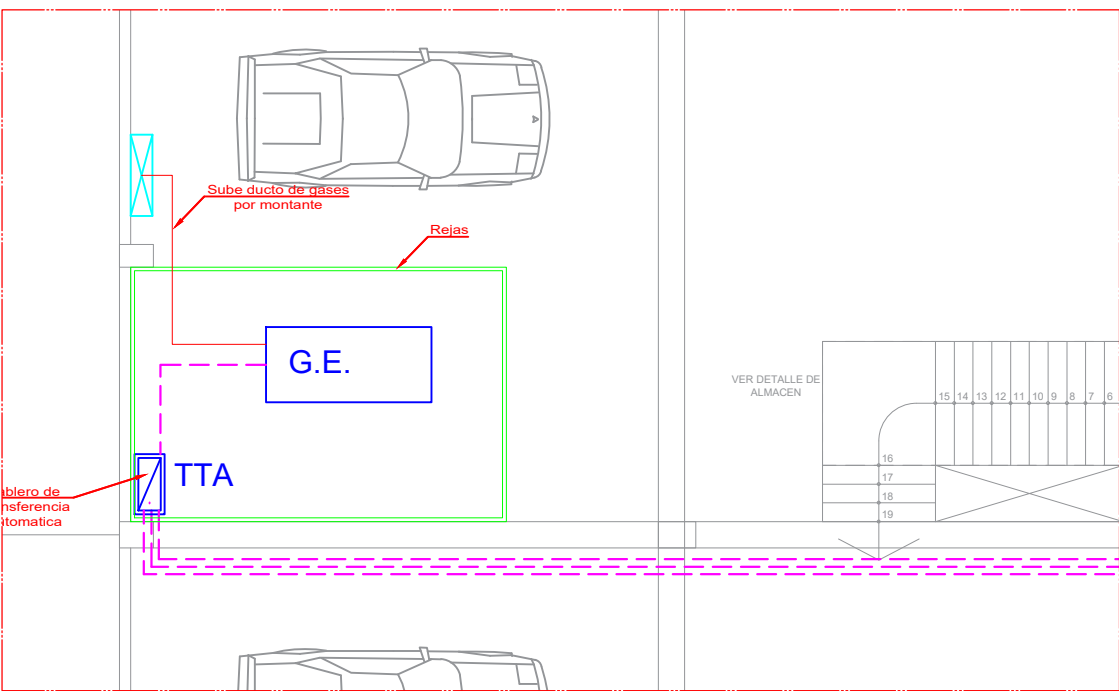 Sube ducto de gases
por montante
Rejas
G.E.
VER DETALLE DE
ALMACEN
15 14 13 12 11 10 9 8 7 6
16
17
18
19
TTA
ablero de
nsferencia
tomatica